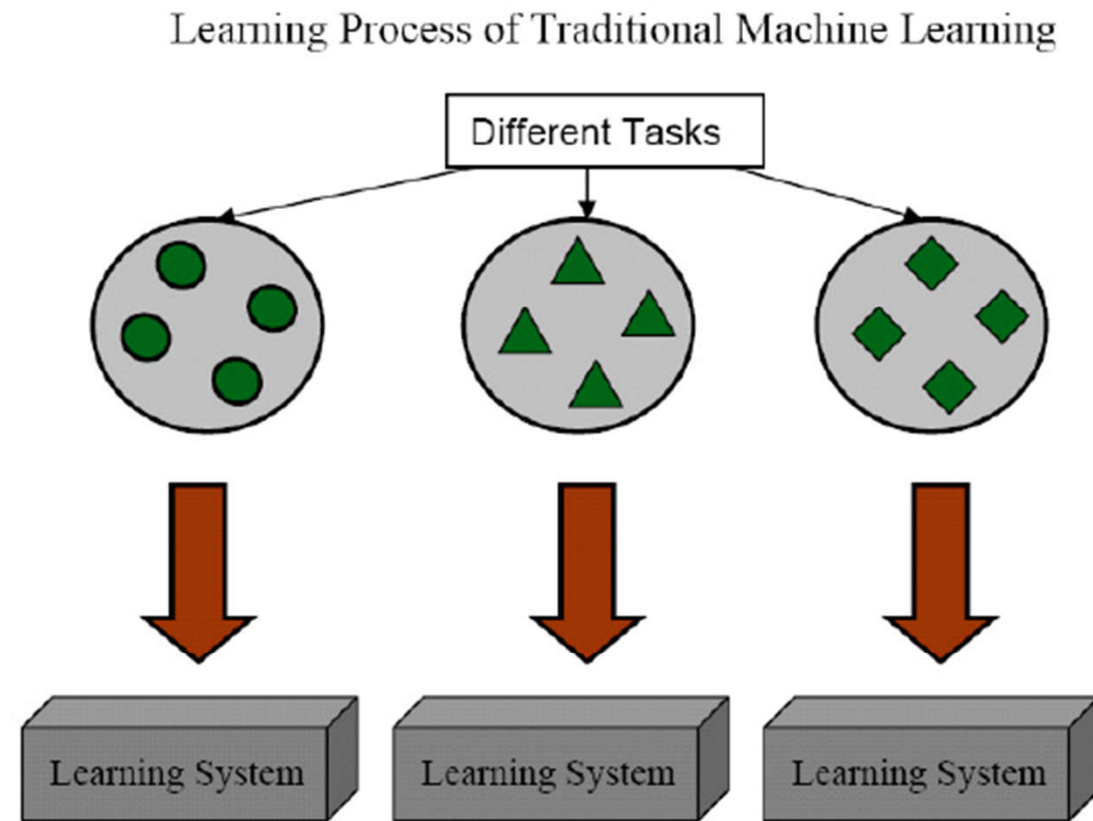 Learning Process of Traditional Machine Learning
Different Tasks
Learning System
Learning System
Learning System